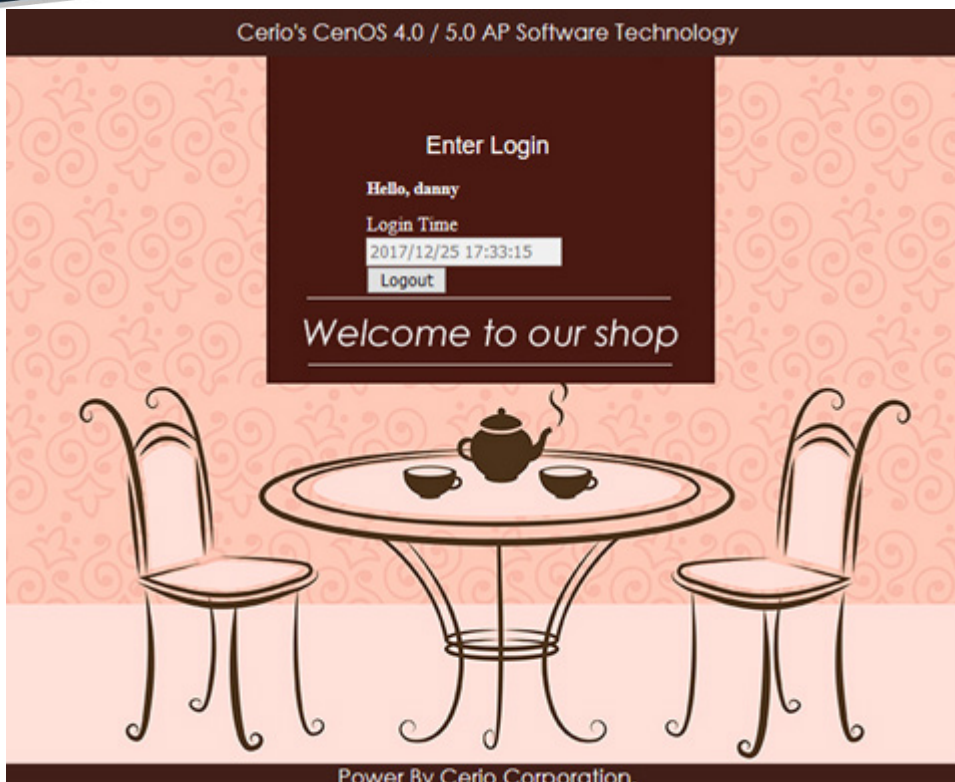 Cerio's CenOS 4.0 / 5.0 AP Software Technology
Enter Login
Hello, danny
Login Time
2017/12/25 17:33:15
Logout
Welcome to our shop
Power By Cerio Corporation